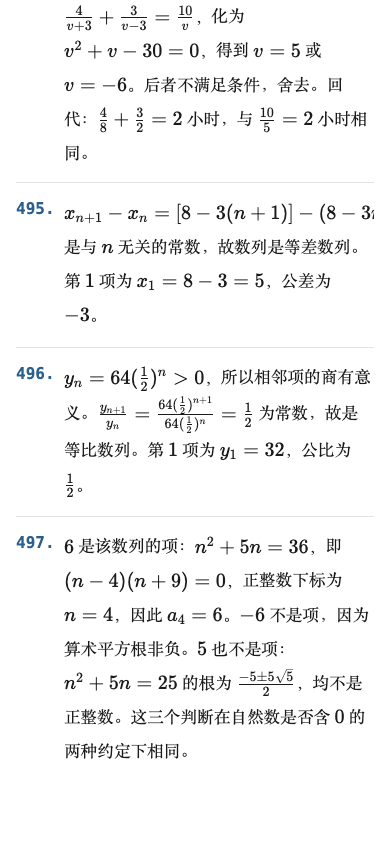 4/(v+3) + 3/(v−3) = 10/v，化为
v² + v − 30 = 0，得到 v = 5 或
v = −6。后者不满足条件，舍去。回
代：4/8 + 3/2 = 2 小时，与 10/5 = 2 小时相
同。
495. xₙ₊₁ − xₙ = [8 − 3(n + 1)] − (8 − 3
是与 n 无关的常数，故数列是等差数列。
第 1 项为 x₁ = 8 − 3 = 5，公差为
−3。
496. yₙ = 64(1/2)ⁿ > 0，所以相邻项的商有意
义。yₙ₊₁/yₙ = 64(1/2)ⁿ⁺¹/64(1/2)ⁿ = 1/2 为常数，故是
等比数列。第 1 项为 y₁ = 32，公比为
1/2。
497. 6 是该数列的项：n² + 5n = 36，即
(n − 4)(n + 9) = 0，正整数下标为
n = 4，因此 a₄ = 6。−6 不是项，因为
算术平方根非负。5 也不是项：
n² + 5n = 25 的根为 (−5±5√5)/2，均不是
正整数。这三个判断在自然数是否含 0 的
两种约定下相同。